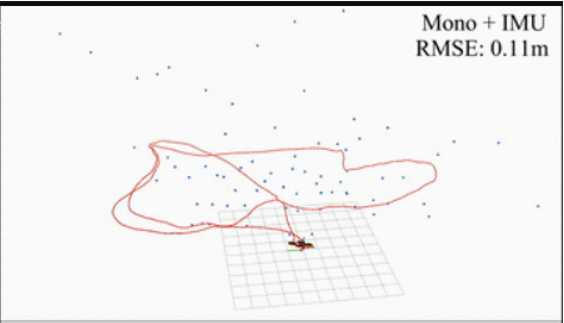 Mono + IMU
RMSE: 0.11m